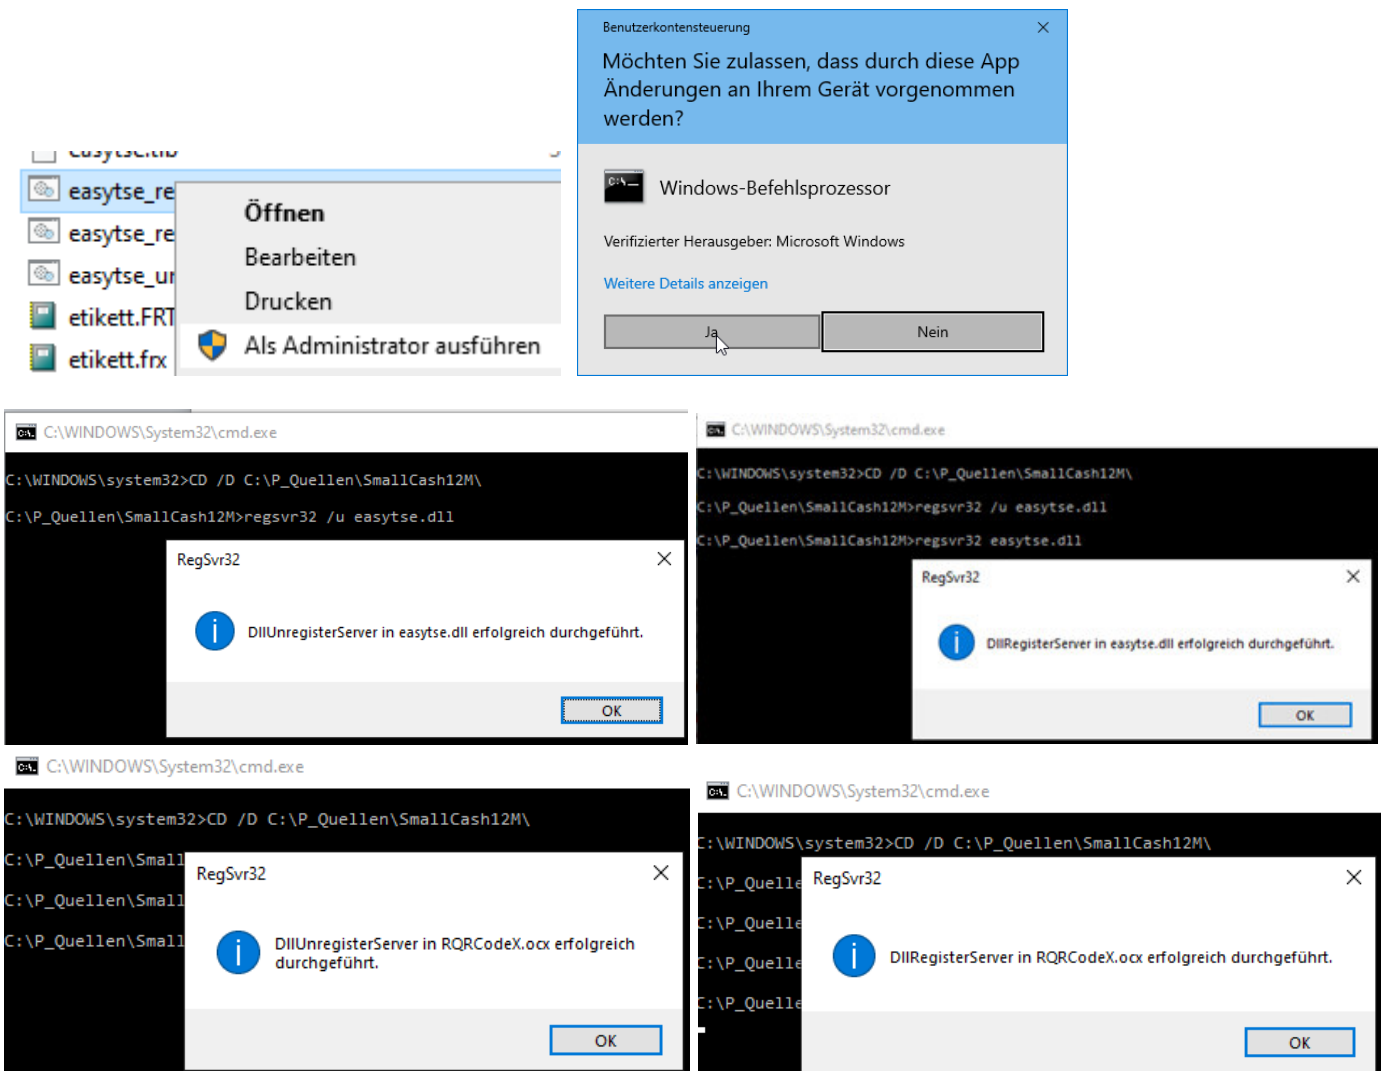 easytse_re
easytse_re
easytse_un
etikett.FRT
etikett.frx
Öffnen
Bearbeiten
Drucken
Als Administrator ausführen
Benutzerkontensteuerung
Möchten Sie zulassen, dass durch diese App
Änderungen an Ihrem Gerät vorgenommen
werden?
Windows-Befehlsprozessor
Verifizierter Herausgeber: Microsoft Windows
Weitere Details anzeigen
Ja
Nein
C:\WINDOWS\System32\cmd.exe
C:\WINDOWS\system32>CD /D C:\P_Quellen\SmallCash12M\
C:\P_Quellen\SmallCash12M>regsvr32 /u easytse.dll
RegSvr32
DllUnregisterServer in easytse.dll erfolgreich durchgeführt.
OK
C:\WINDOWS\System32\cmd.exe
C:\WINDOWS\system32>CD /D C:\P_Quellen\SmallCash12M\
C:\P_Quellen\SmallCash12M>regsvr32 /u easytse.dll
C:\P_Quellen\SmallCash12M>regsvr32 easytse.dll
RegSvr32
DllRegisterServer in easytse.dll erfolgreich durchgeführt.
OK
C:\WINDOWS\System32\cmd.exe
C:\WINDOWS\system32>CD /D C:\P_Quellen\SmallCash12M\
C:\P_Quellen\Small
C:\P_Quellen\Small
C:\P_Quellen\Small
RegSvr32
DllUnregisterServer in RQRCodeX.ocx erfolgreich
durchgeführt.
OK
C:\WINDOWS\System32\cmd.exe
C:\WINDOWS\system32>CD /D C:\P_Quellen\SmallCash12M\
C:\P_Quelle
C:\P_Quelle
C:\P_Quelle
C:\P_Quelle
RegSvr32
DllRegisterServer in RQRCodeX.ocx erfolgreich durchgeführt.
OK